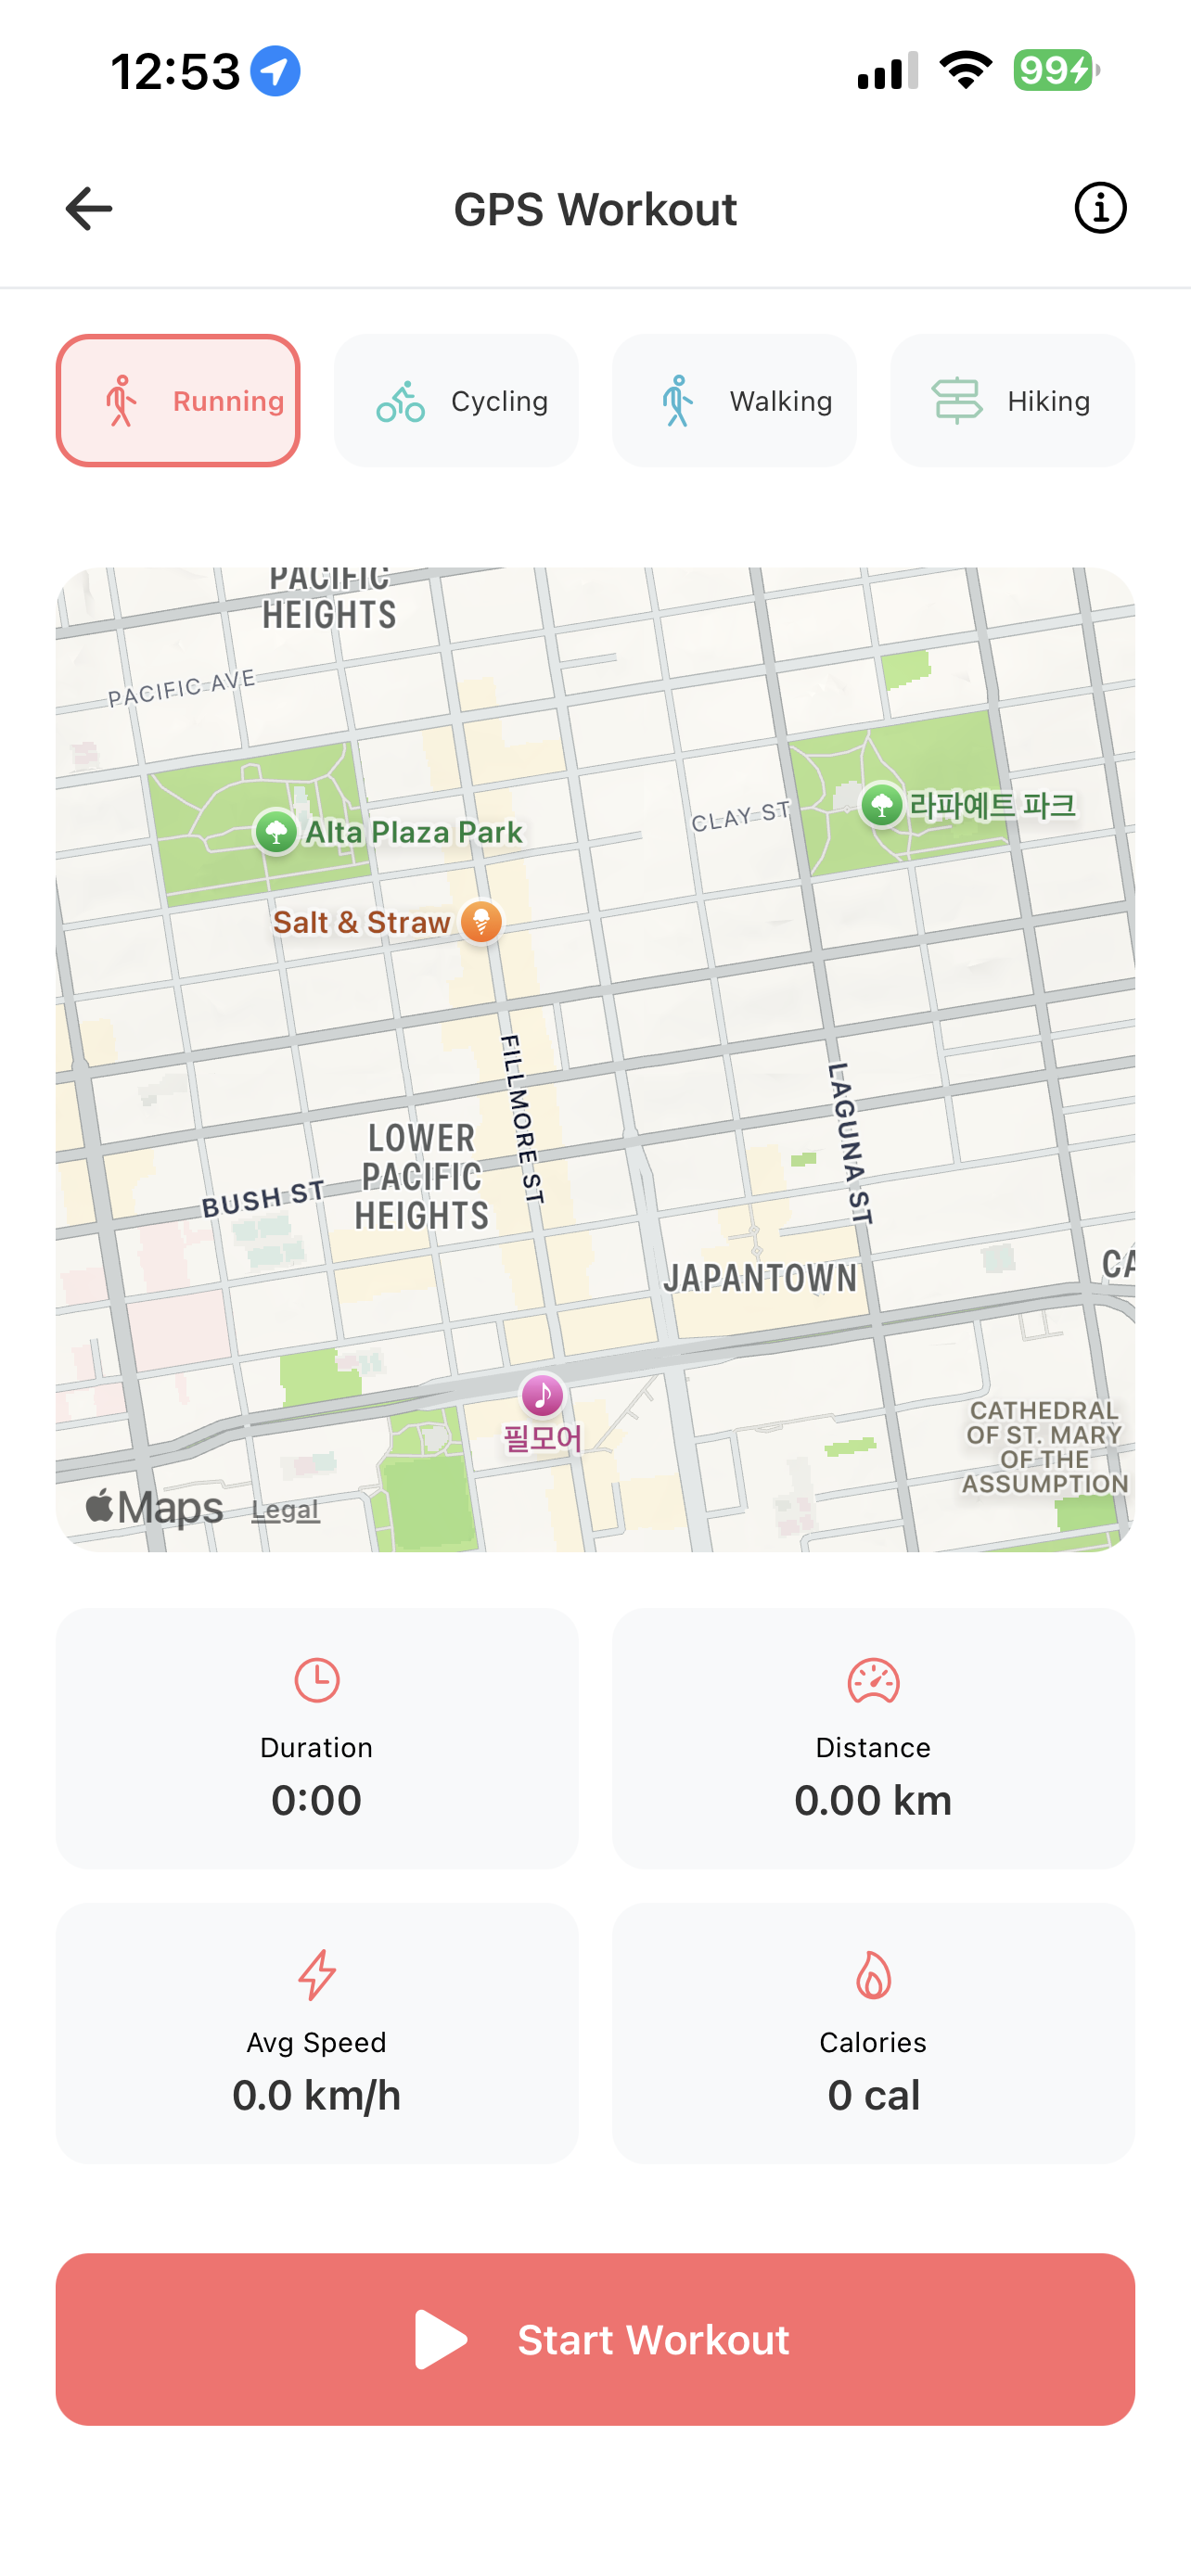 12:53
99
GPS Workout
Running
Cycling
Walking
Hiking
PACIFIC
HEIGHTS
PACIFIC AVE
CLAY ST
라파예트 파크
Alta Plaza Park
Salt & Straw
FILLMORE ST
LAGUNA ST
LOWER
PACIFIC
HEIGHTS
BUSH ST
JAPANTOWN
CA
필모어
CATHEDRAL
OF ST. MARY
OF THE
ASSUMPTION
Maps
Legal
Duration
0:00
Distance
0.00 km
Avg Speed
0.0 km/h
Calories
0 cal
Start Workout